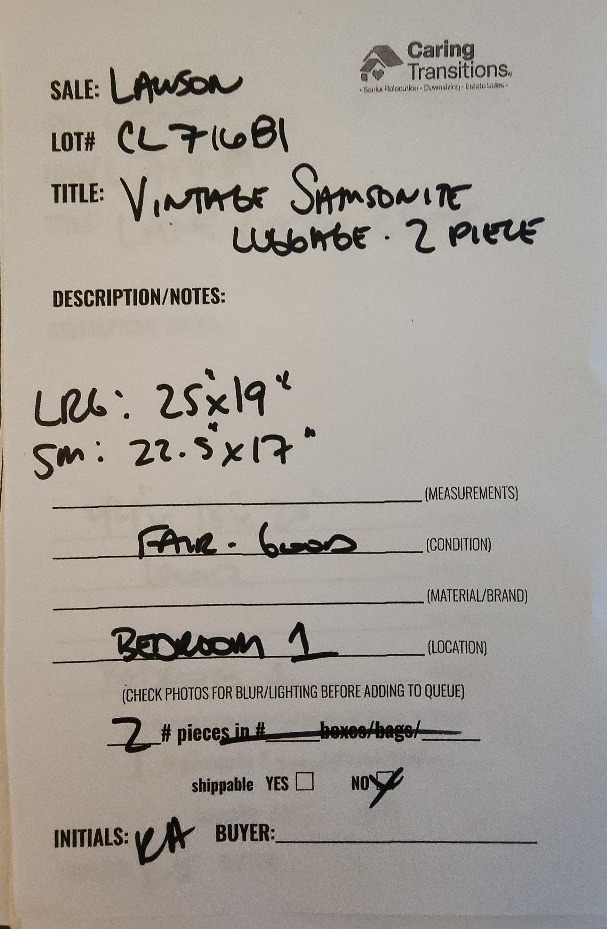 Caring
Transitions.
- Senior Relocation · Downsizing · Estate Sales -
SALE: LAWSON
LOT# CL716B1
TITLE: VINTAGE SAMSONITE
LUGGAGE · 2 PIECE
DESCRIPTION/NOTES:
LRG: 25"x19"
SM: 22.5"x17"
(MEASUREMENTS)
FAIR - GOOD (CONDITION)
(MATERIAL/BRAND)
BEDROOM 1 (LOCATION)
(CHECK PHOTOS FOR BLUR/LIGHTING BEFORE ADDING TO QUEUE)
2 # pieces in # boxes/bags/
shippable YES NO
INITIALS: RA BUYER: